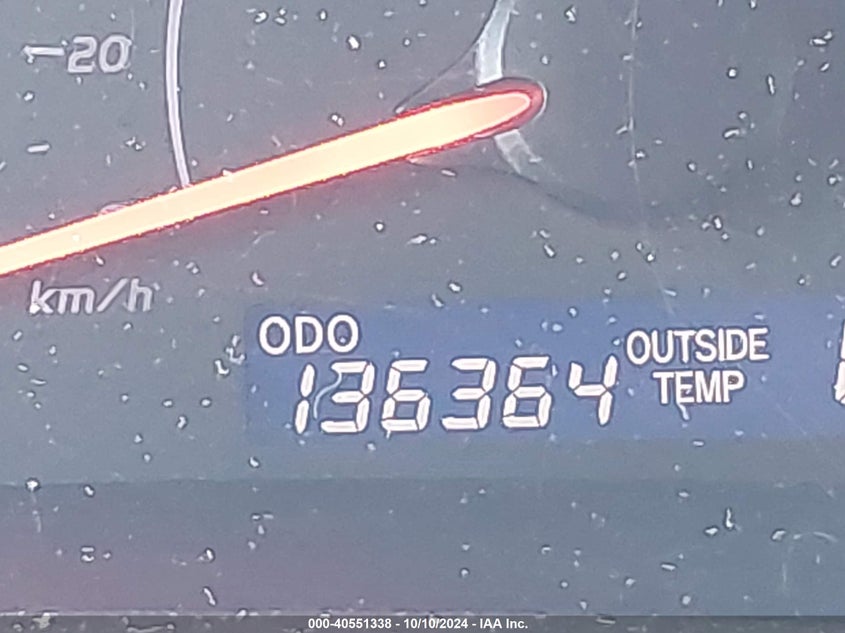 20
km/h
ODO
136364
OUTSIDE
TEMP
000-40551338 - 10/10/2024 - IAA Inc.